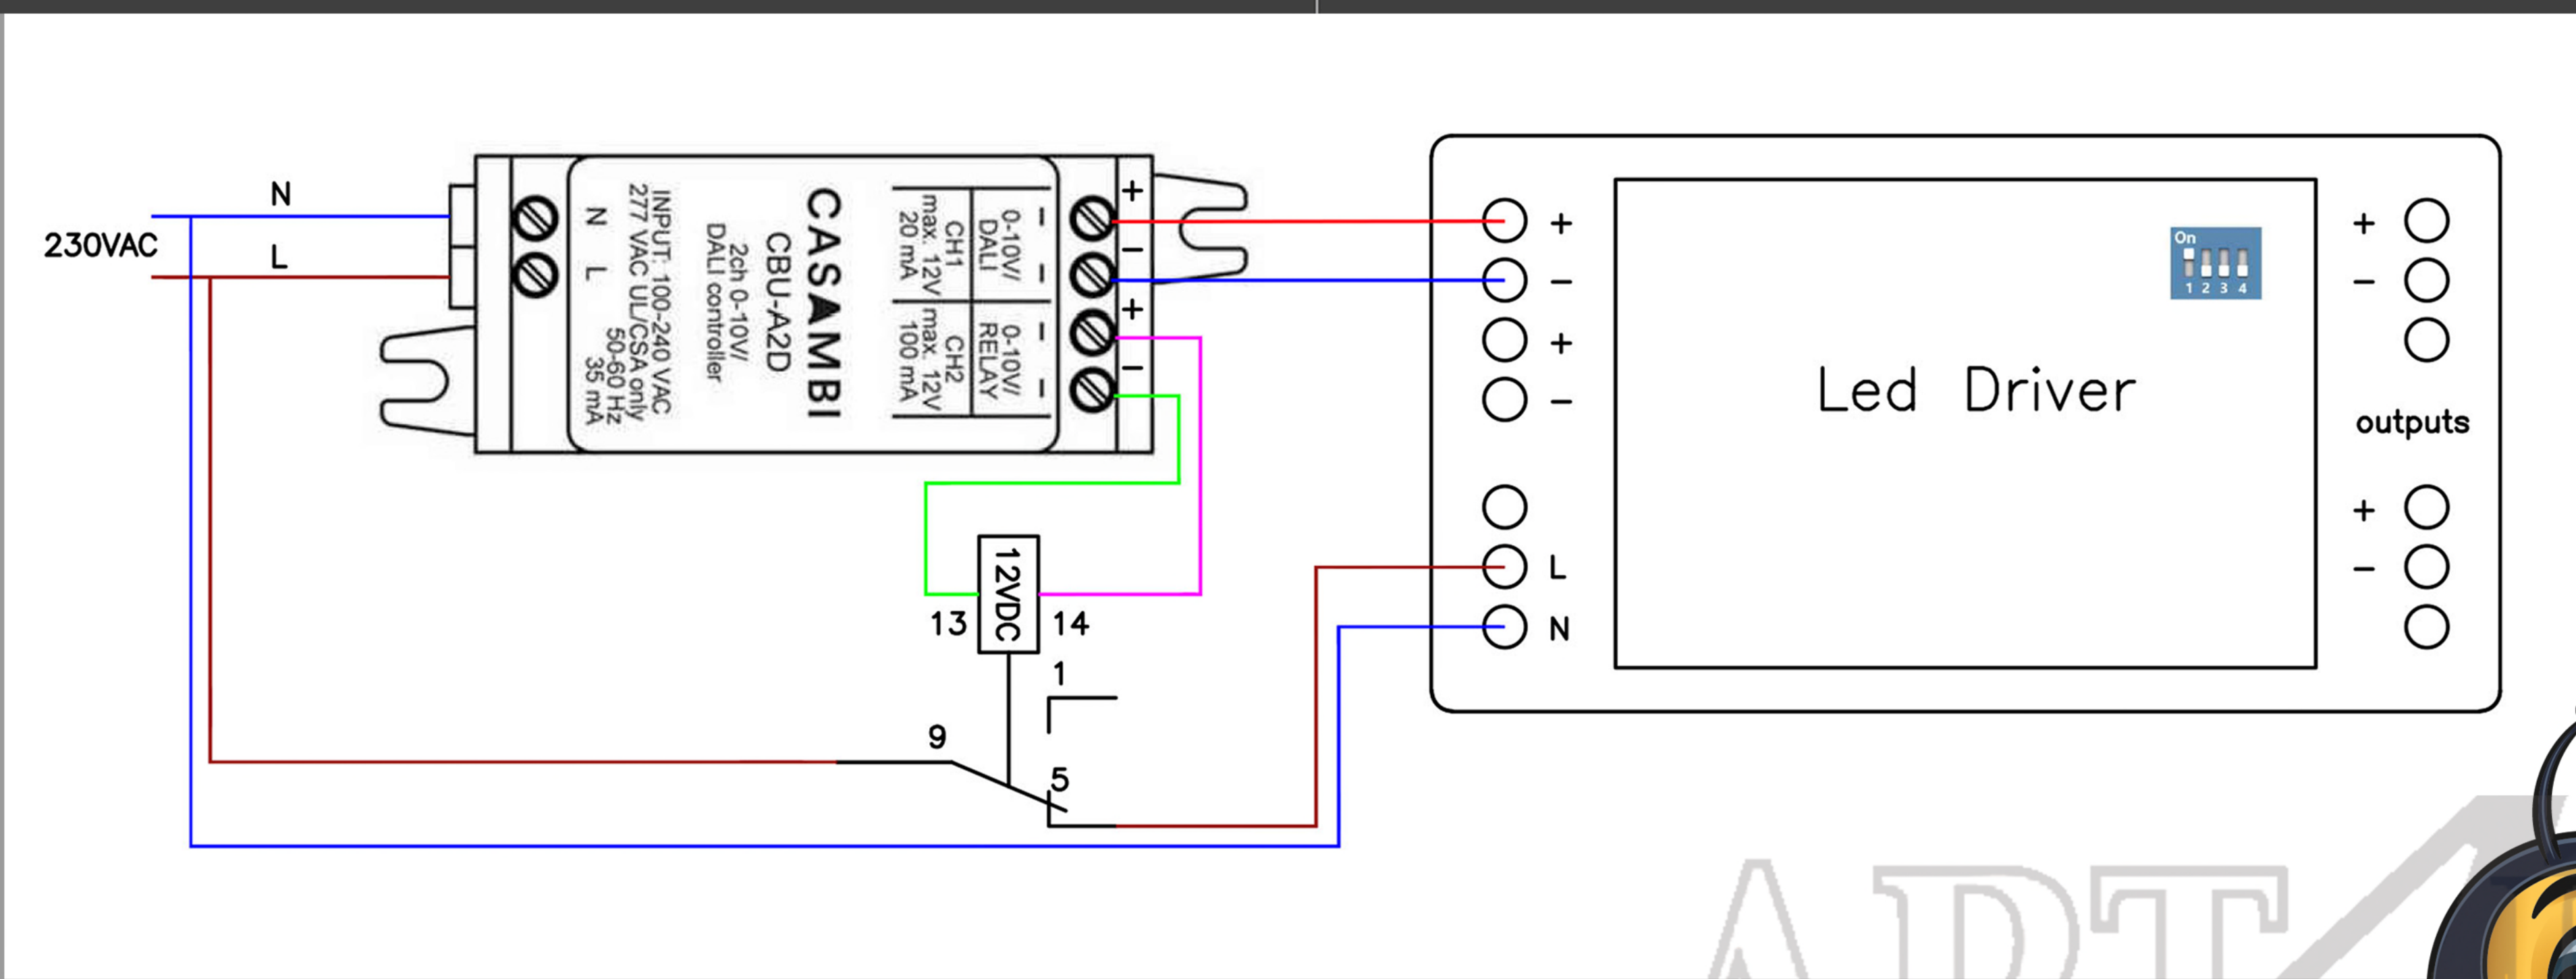 230VAC
N
L
N
L
INPUT: 100-240 VAC
277 VAC UL/CSA only
50-60 Hz
35 mA
CASAMBI
CBU-A2D
2ch 0-10V/
DALI controller
0-10V/
DALI
CH1
max. 12V
20 mA
0-10V/
RELAY
CH2
max. 12V
100 mA
-
-
-
-
+
-
+
-
12VDC
13
14
1
9
5
+
-
+
-
L
N
Led Driver
On
1 2 3 4
+
-
outputs
+
-
ART